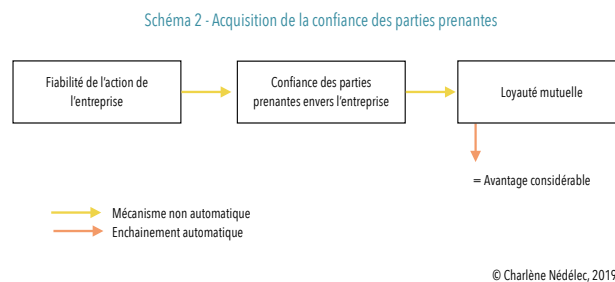 Schéma 2 - Acquisition de la confiance des parties prenantes
Fiabilité de l'action de
l'entreprise
Confiance des parties
prenantes envers l'entreprise
Loyauté mutuelle
= Avantage considérable
Mécanisme non automatique
Enchainement automatique
© Charlène Nédélec, 2019